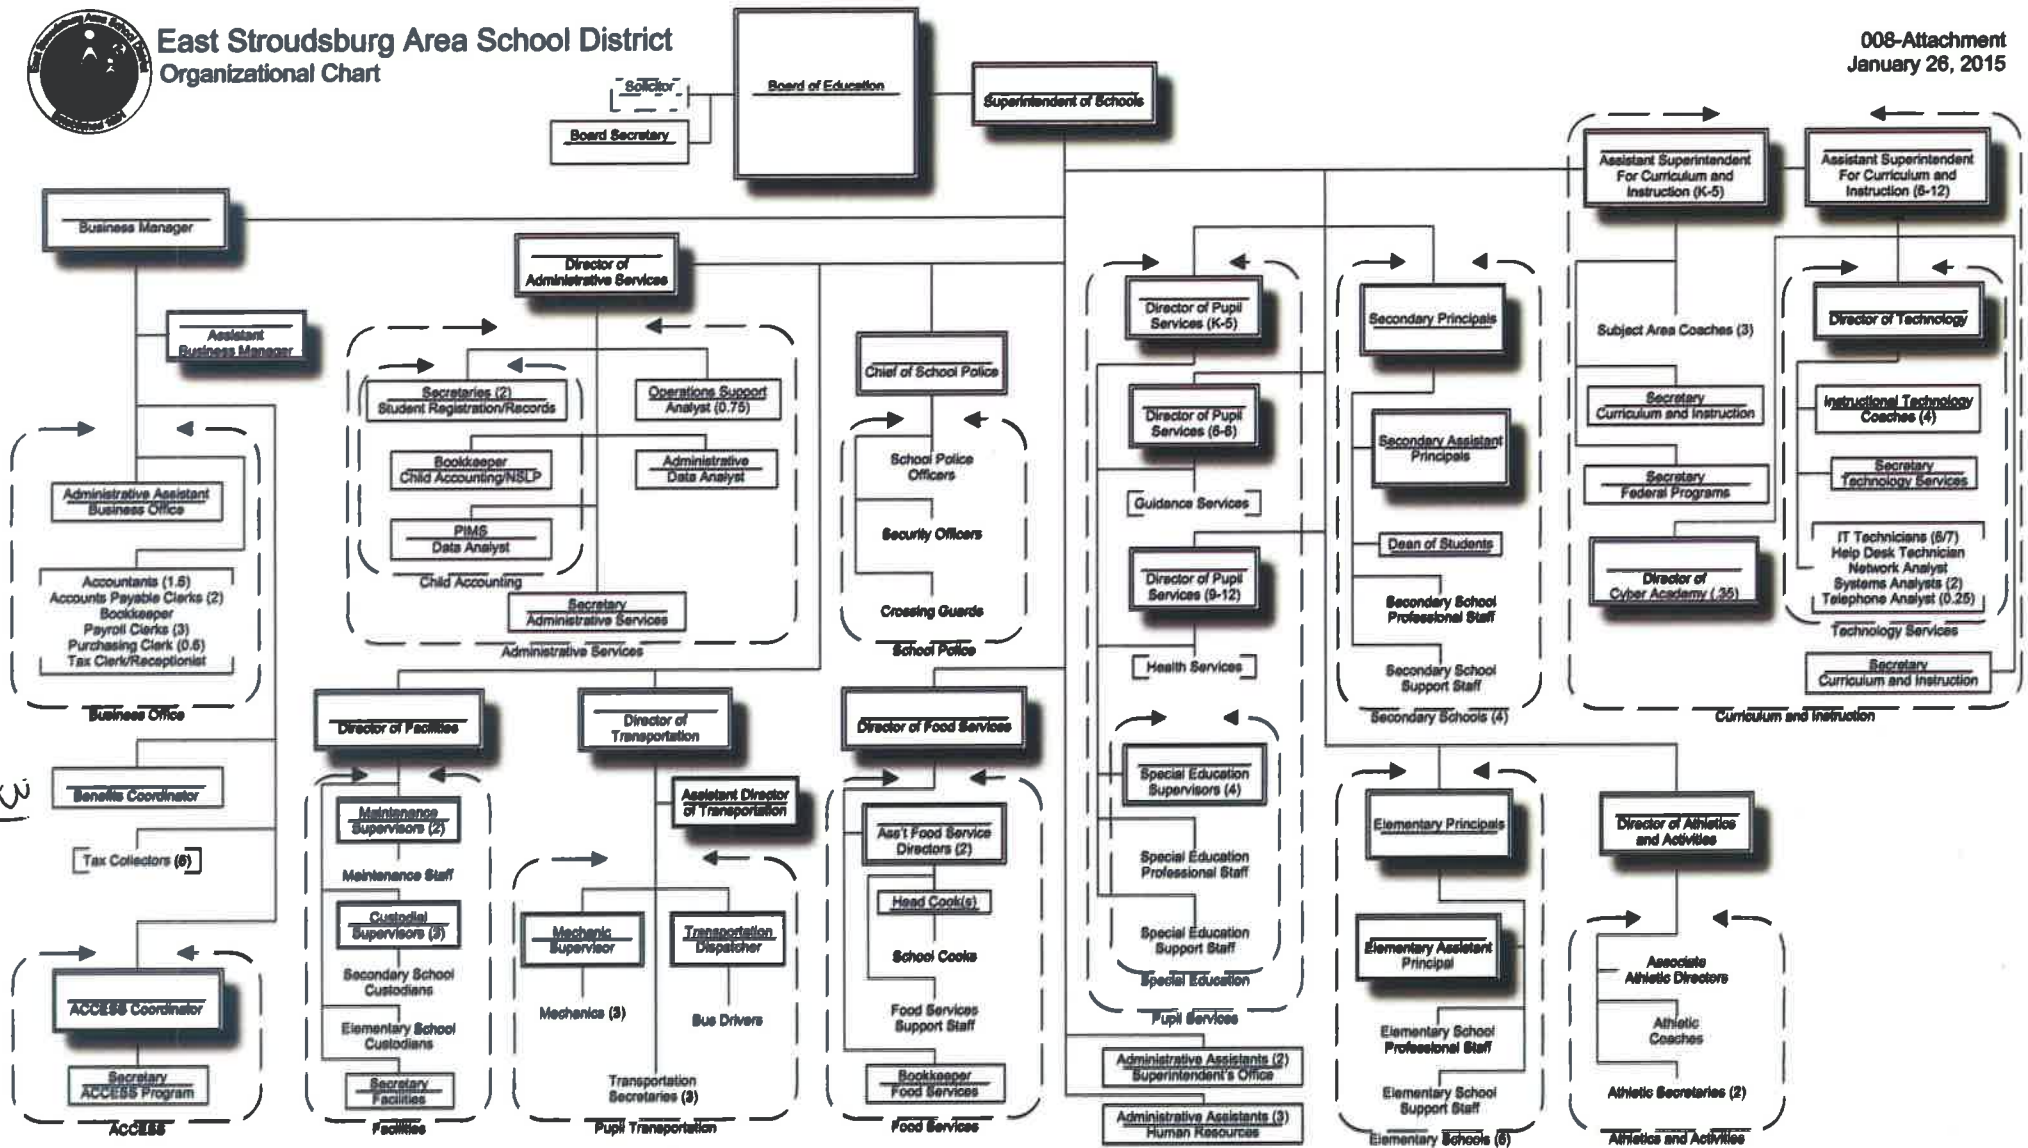 East Stroudsburg Area School District
Organizational Chart
008-Attachment
January 26, 2015
East Stroudsburg Area School District
Solicitor
Board Secretary
Board of Education
Superintendent of Schools
Assistant Superintendent
For Curriculum and
Instruction (K-5)
Assistant Superintendent
For Curriculum and
Instruction (6-12)
Business Manager
Assistant
Business Manager
Administrative Assistant
Business Office
Accountants (1.5)
Accounts Payable Clerks (2)
Bookkeeper
Payroll Clerks (3)
Purchasing Clerk (0.5)
Tax Clerk/Receptionist
Business Office
Benefits Coordinator
Tax Collectors (6)
ACCESS Coordinator
Secretary
ACCESS Program
ACCESS
Director of
Administrative Services
Secretaries (2)
Student Registration/Records
Operations Support
Analyst (0.75)
Bookkeeper
Child Accounting/NSLP
Administrative
Data Analyst
PIMS
Data Analyst
Child Accounting
Secretary
Administrative Services
Administrative Services
Chief of School Police
School Police
Officers
Security Officers
Crossing Guards
School Police
Director of Facilities
Maintenance
Supervisors (2)
Maintenance Staff
Custodial
Supervisors (3)
Secondary School
Custodians
Elementary School
Custodians
Secretary
Facilities
Facilities
Director of
Transportation
Assistant Director
of Transportation
Mechanic
Supervisor
Transportation
Dispatcher
Mechanics (3)
Bus Drivers
Transportation
Secretaries (3)
Pupil Transportation
Director of Food Services
Ass't Food Service
Directors (2)
Head Cook(s)
School Cooks
Food Services
Support Staff
Bookkeeper
Food Services
Food Services
Director of Pupil
Services (K-5)
Director of Pupil
Services (6-8)
Guidance Services
Director of Pupil
Services (9-12)
Health Services
Special Education
Supervisors (4)
Special Education
Professional Staff
Special Education
Support Staff
Special Education
Pupil Services
Administrative Assistants (2)
Superintendent's Office
Administrative Assistants (3)
Human Resources
Secondary Principals
Secondary Assistant
Principals
Dean of Students
Secondary School
Professional Staff
Secondary School
Support Staff
Secondary Schools (4)
Elementary Principals
Elementary Assistant
Principal
Elementary School
Professional Staff
Elementary School
Support Staff
Elementary Schools (6)
Director of Athletics
and Activities
Associate
Athletic Directors
Athletic
Coaches
Athletic Secretaries (2)
Athletics and Activities
Subject Area Coaches (3)
Secretary
Curriculum and Instruction
Secretary
Federal Programs
Director of
Cyber Academy (.35)
Director of Technology
Instructional Technology
Coaches (4)
Secretary
Technology Services
IT Technicians (6/7)
Help Desk Technician
Network Analyst
Systems Analysts (2)
Telephone Analyst (0.25)
Technology Services
Secretary
Curriculum and Instruction
Curriculum and Instruction